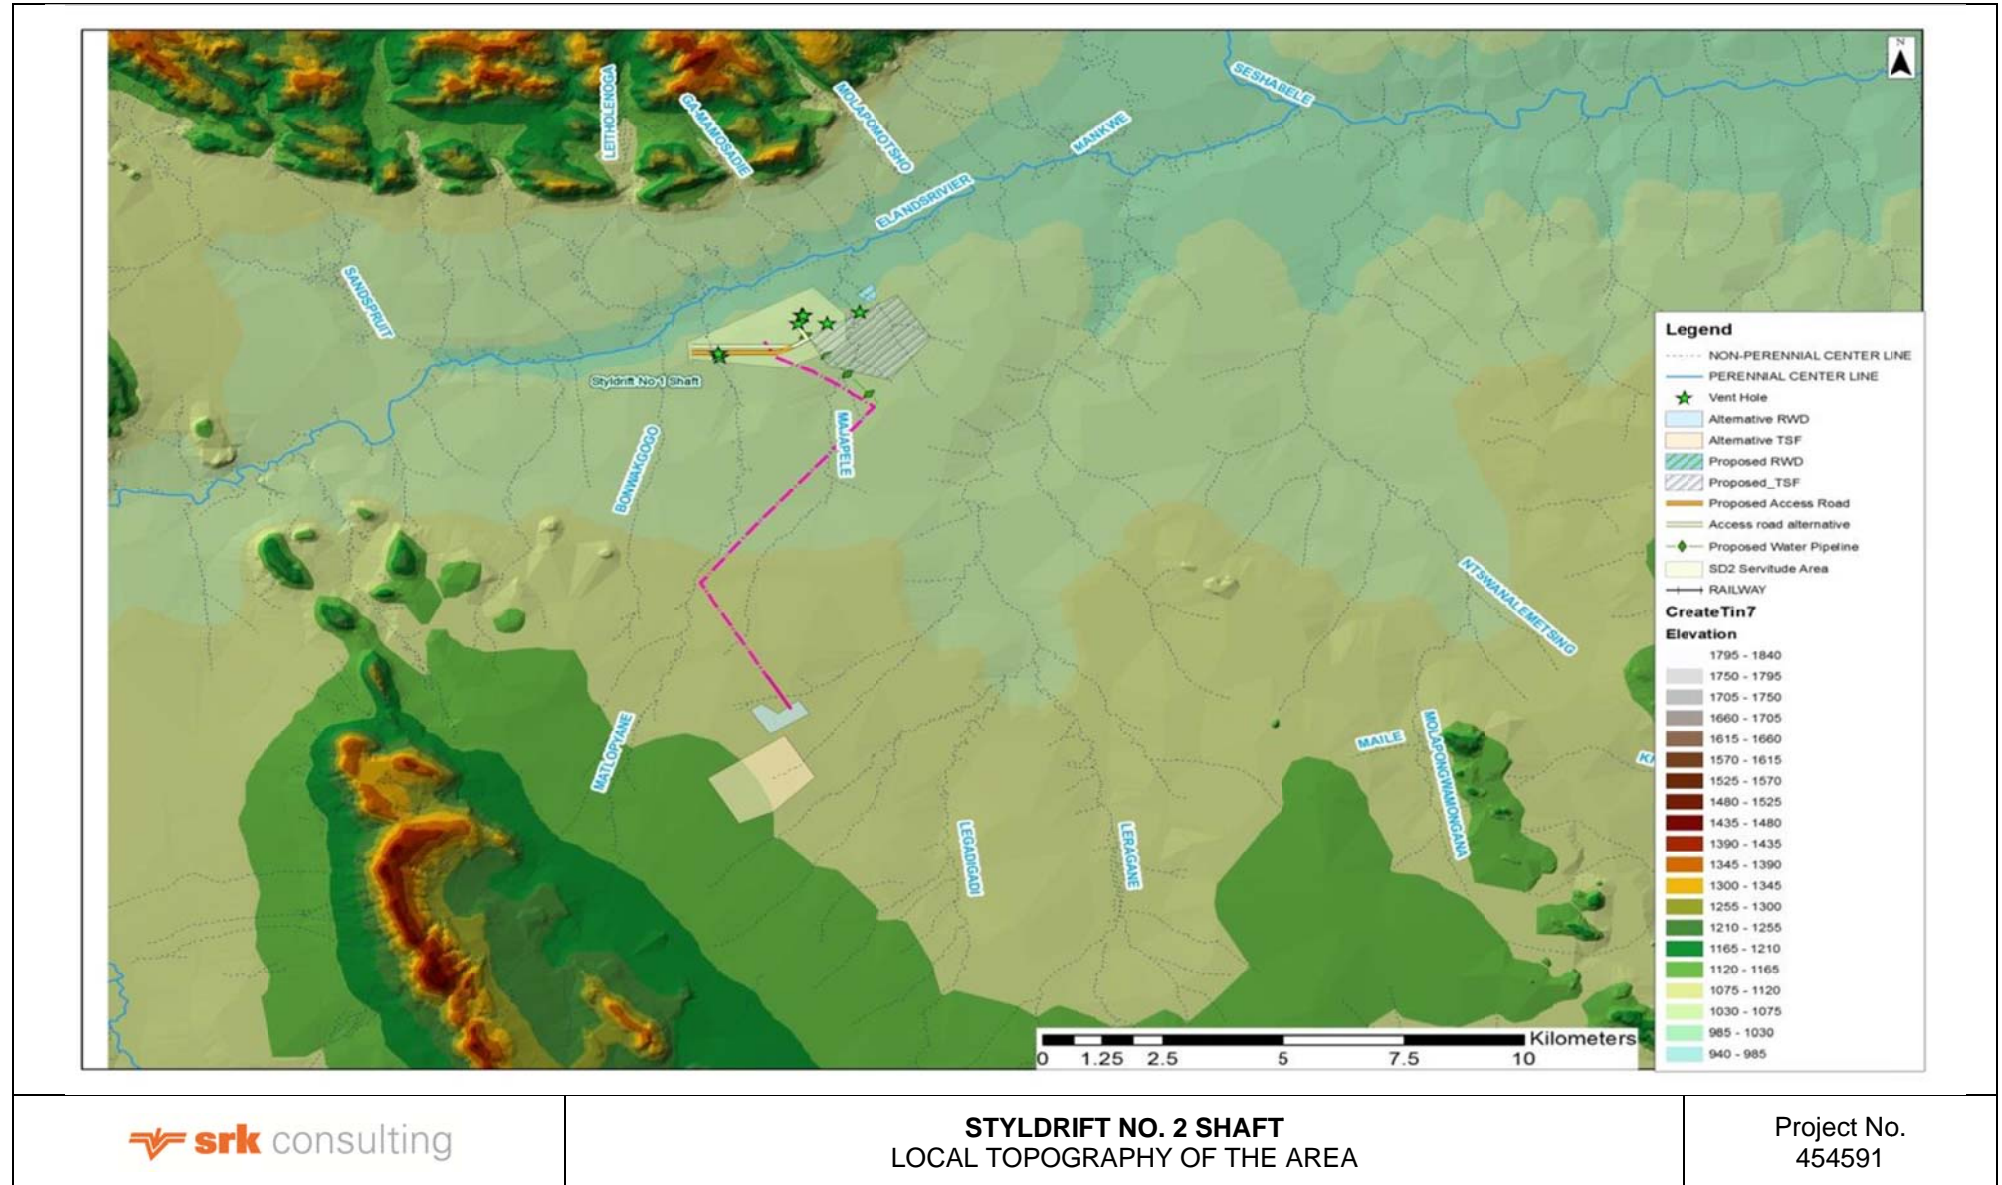 N
LEITHOLENOGA
GA-MAMOSADIE
MOLAPOMOTSHO
SESHABELE
MANKWE
ELANDSRIVIER
SANDSPRUIT
Styldrift No 1 Shaft
BONWAKGOGO
MAJAPELE
NTSWANALEMETSING
MATLOPYANE
MAILE
MOLAPONGWAMONGANA
LEGADIGADI
LERAGANE
Legend
NON-PERENNIAL CENTER LINE
PERENNIAL CENTER LINE
Vent Hole
Alternative RWD
Alternative TSF
Proposed RWD
Proposed_TSF
Proposed Access Road
Access road alternative
Proposed Water Pipeline
SD2 Servitude Area
RAILWAY
CreateTin7
Elevation
1795 - 1840
1750 - 1795
1705 - 1750
1660 - 1705
1615 - 1660
1570 - 1615
1525 - 1570
1480 - 1525
1435 - 1480
1390 - 1435
1345 - 1390
1300 - 1345
1255 - 1300
1210 - 1255
1165 - 1210
1120 - 1165
1075 - 1120
1030 - 1075
985 - 1030
940 - 985
Kilometers
0 1.25 2.5 5 7.5 10
srk consulting
STYLDRIFT NO. 2 SHAFT
LOCAL TOPOGRAPHY OF THE AREA
Project No.
454591